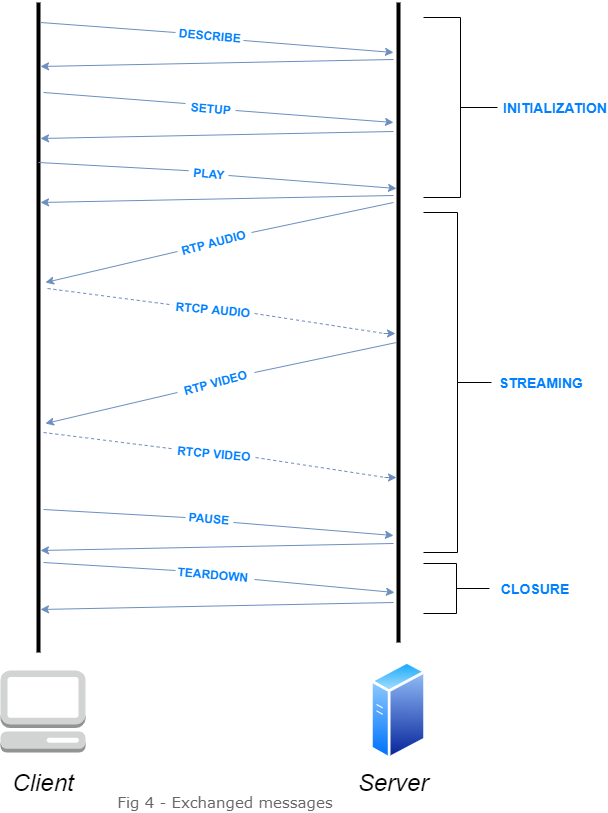 DESCRIBE
SETUP
INITIALIZATION
PLAY
RTP AUDIO
RTCP AUDIO
RTP VIDEO
STREAMING
RTCP VIDEO
PAUSE
TEARDOWN
CLOSURE
Client
Server
Fig 4 - Exchanged messages